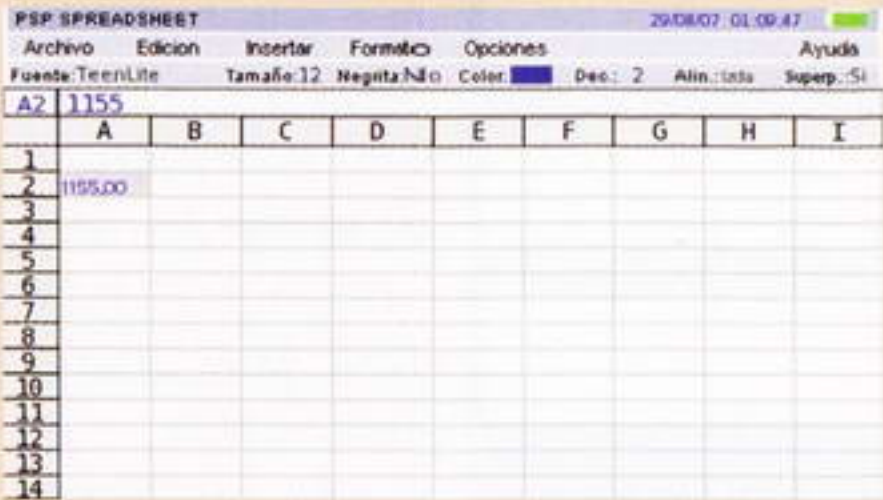 PSP SPREADSHEET 29/08/07 01:09:47
Archivo Edicion Insertar Formato Opciones Ayuda
Fuente:TeenLite Tamaño:12 Negrita:No Color: Dec.: 2 Alin.:Izda Superp.:Si
A2 1155
A B C D E F G H I
1
2 1155,00
3
4
5
6
7
8
9
10
11
12
13
14